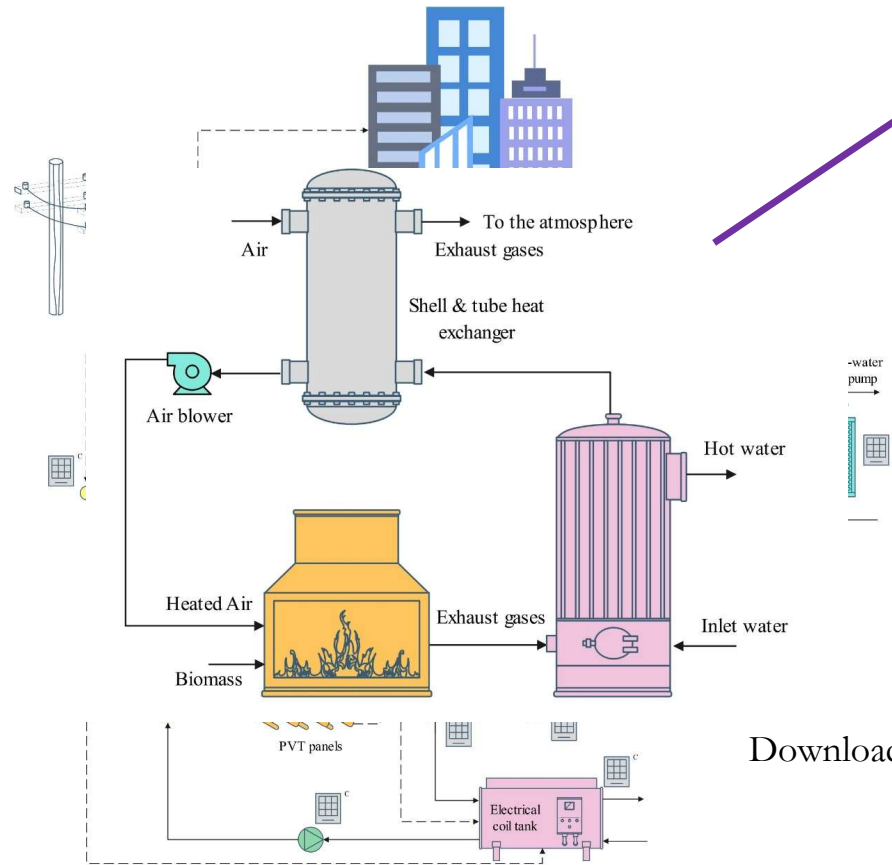 Air
To the atmosphere
Exhaust gases
Shell & tube heat
exchanger
-water
pump
Air blower
Hot water
C
Heated Air
Exhaust gases
Inlet water
Biomass
PVT panels
Download
C
Electrical
coil tank
C